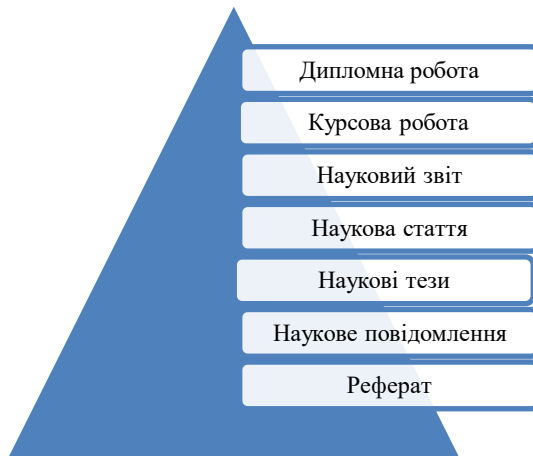 Дипломна робота
Курсова робота
Науковий звіт
Наукова стаття
Наукові тези
Наукове повідомлення
Реферат